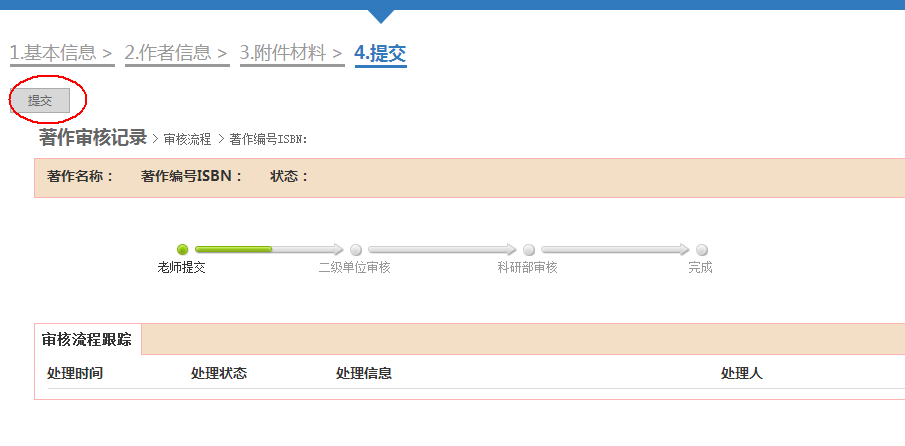 1.基本信息 > 2.作者信息 > 3.附件材料 > 4.提交
提交
著作审核记录 > 审核流程 > 著作编号ISBN:
著作名称： 著作编号ISBN： 状态：
老师提交 二级单位审核 科研部审核 完成
审核流程跟踪
处理时间 处理状态 处理信息 处理人